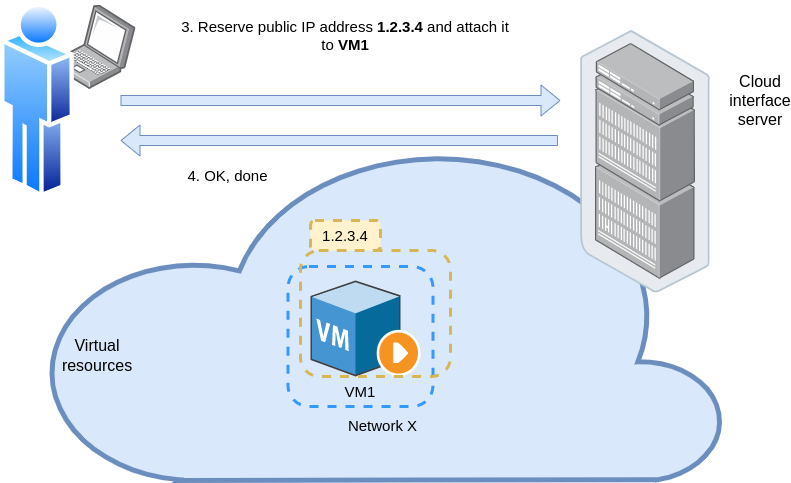 3. Reserve public IP address 1.2.3.4 and attach it
to VM1
Cloud
interface
server
4. OK, done
1.2.3.4
VM
Virtual
resources
VM1
Network X